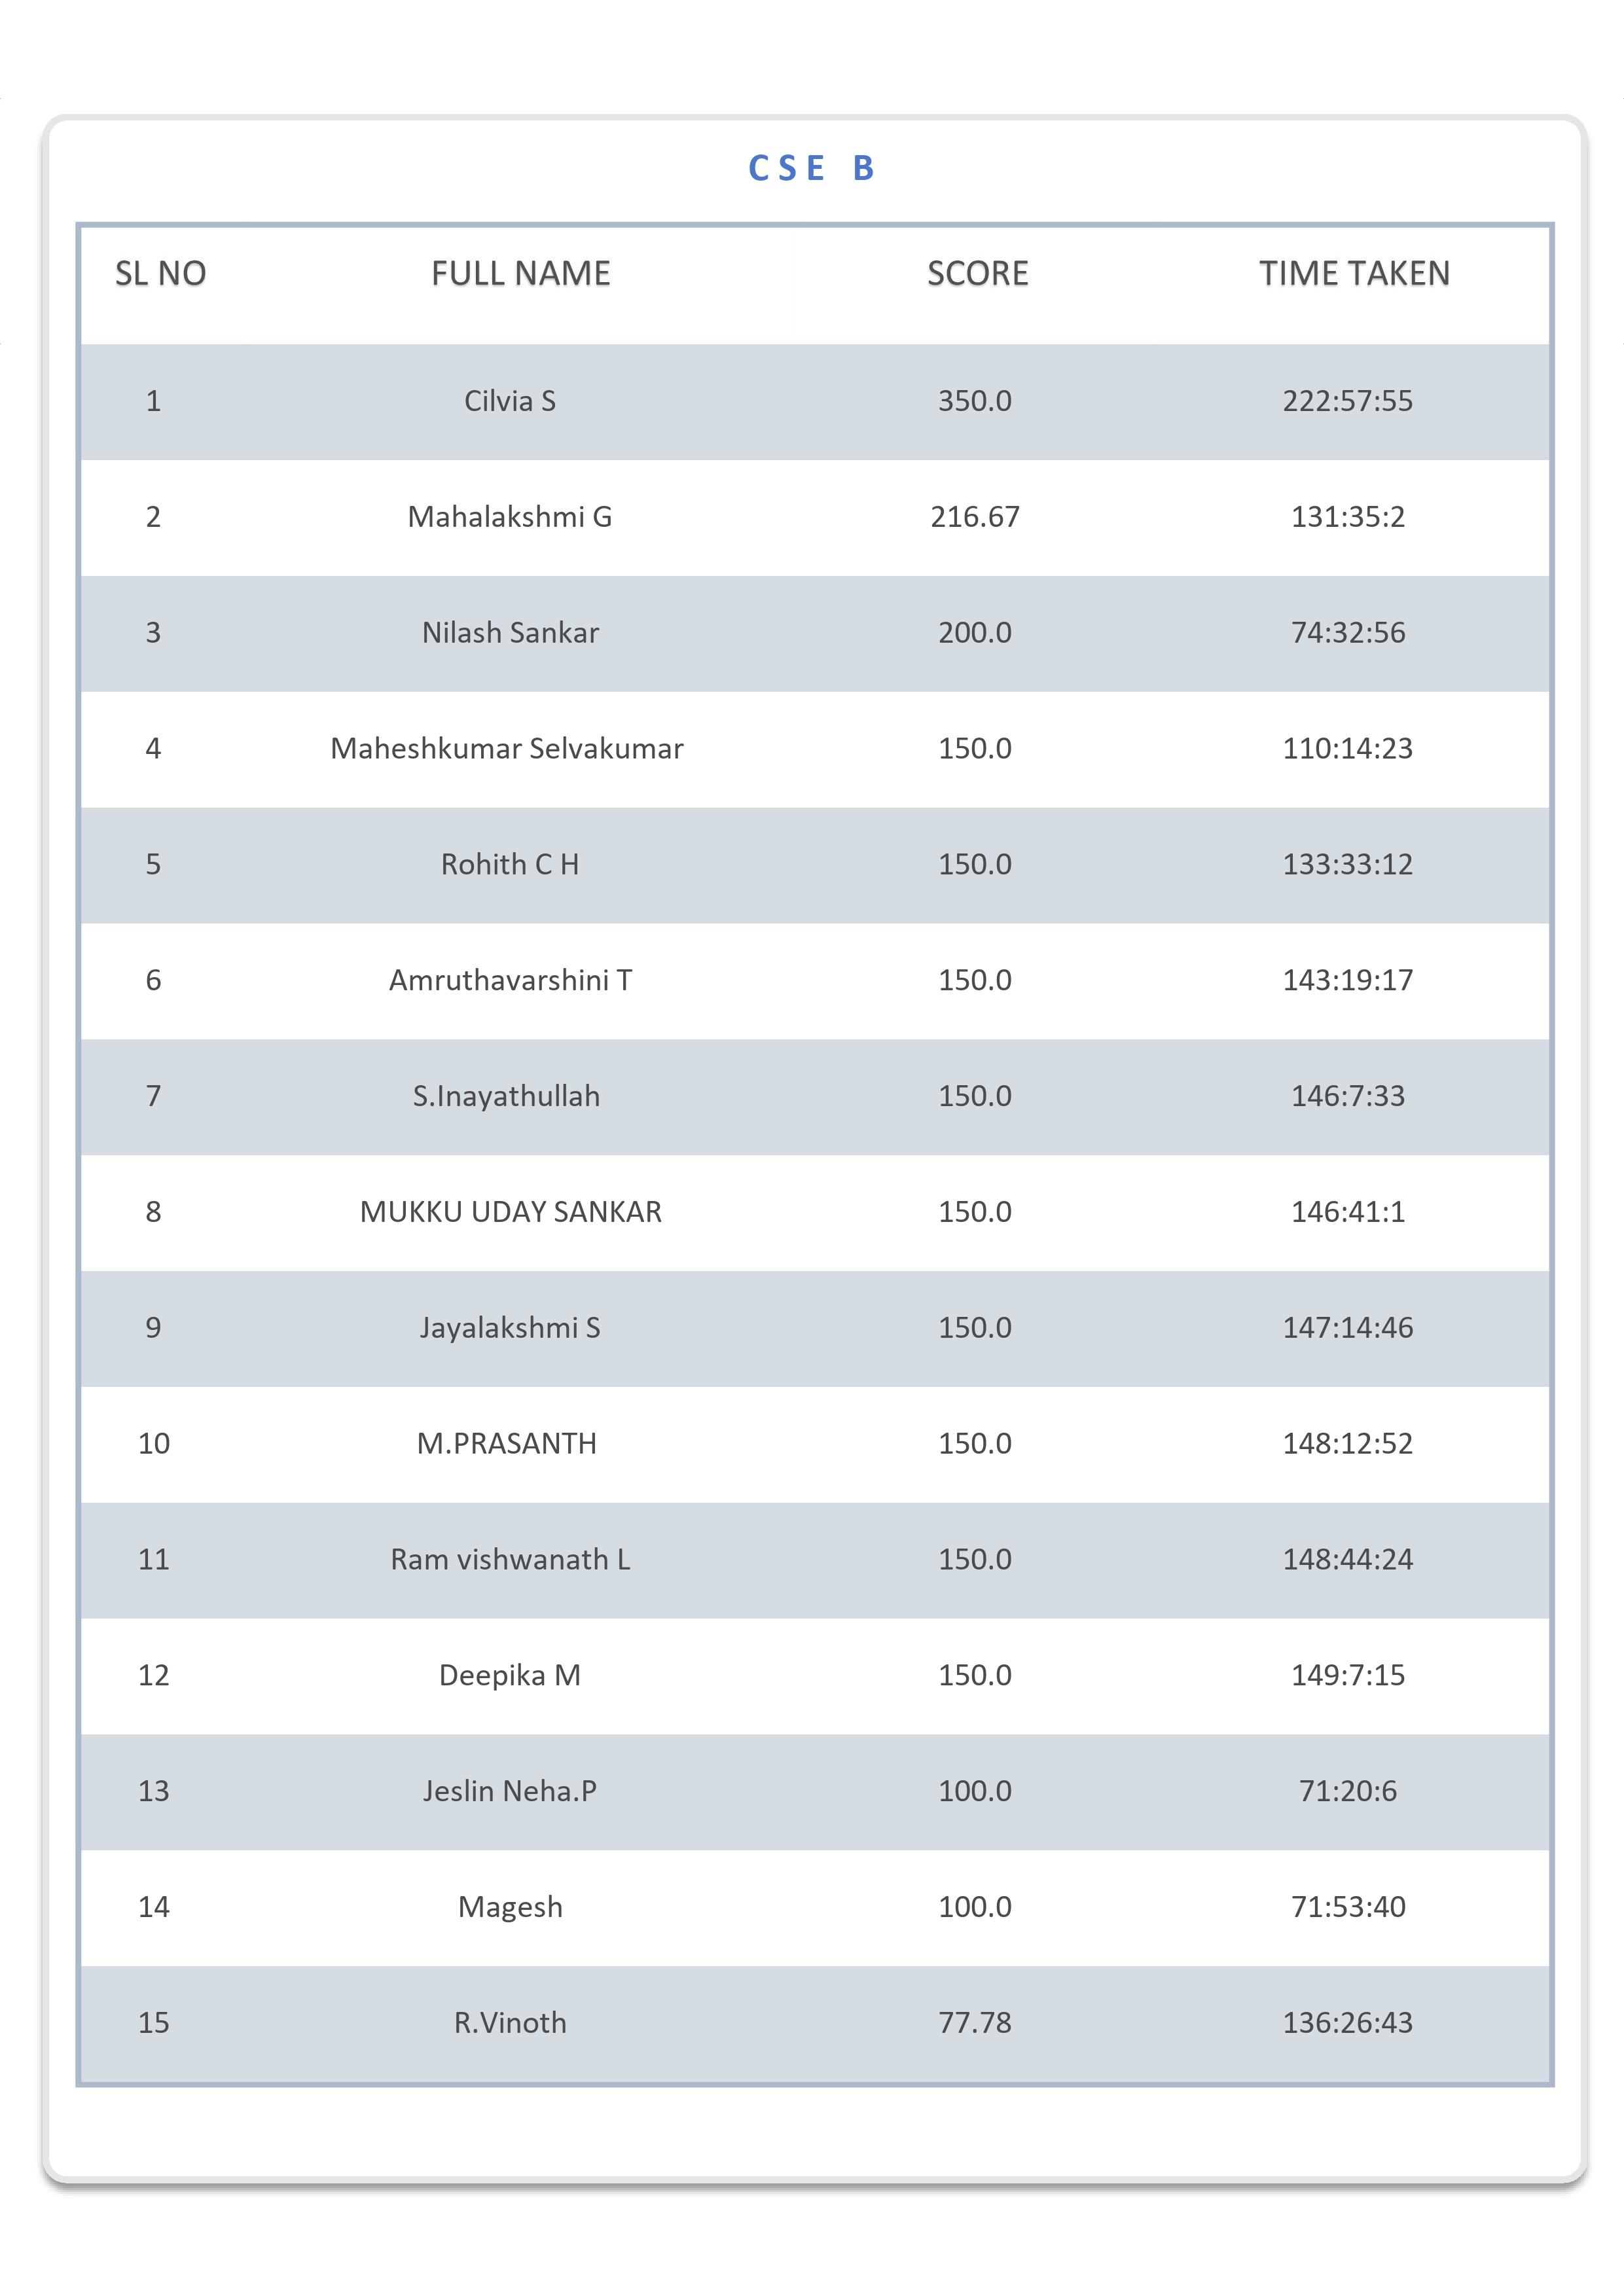 CSE B
SL NO FULL NAME SCORE TIME TAKEN
1 Cilvia S 350.0 222:57:55
2 Mahalakshmi G 216.67 131:35:2
3 Nilash Sankar 200.0 74:32:56
4 Maheshkumar Selvakumar 150.0 110:14:23
5 Rohith C H 150.0 133:33:12
6 Amruthavarshini T 150.0 143:19:17
7 S.Inayathullah 150.0 146:7:33
8 MUKKU UDAY SANKAR 150.0 146:41:1
9 Jayalakshmi S 150.0 147:14:46
10 M.PRASANTH 150.0 148:12:52
11 Ram vishwanath L 150.0 148:44:24
12 Deepika M 150.0 149:7:15
13 Jeslin Neha.P 100.0 71:20:6
14 Magesh 100.0 71:53:40
15 R.Vinoth 77.78 136:26:43